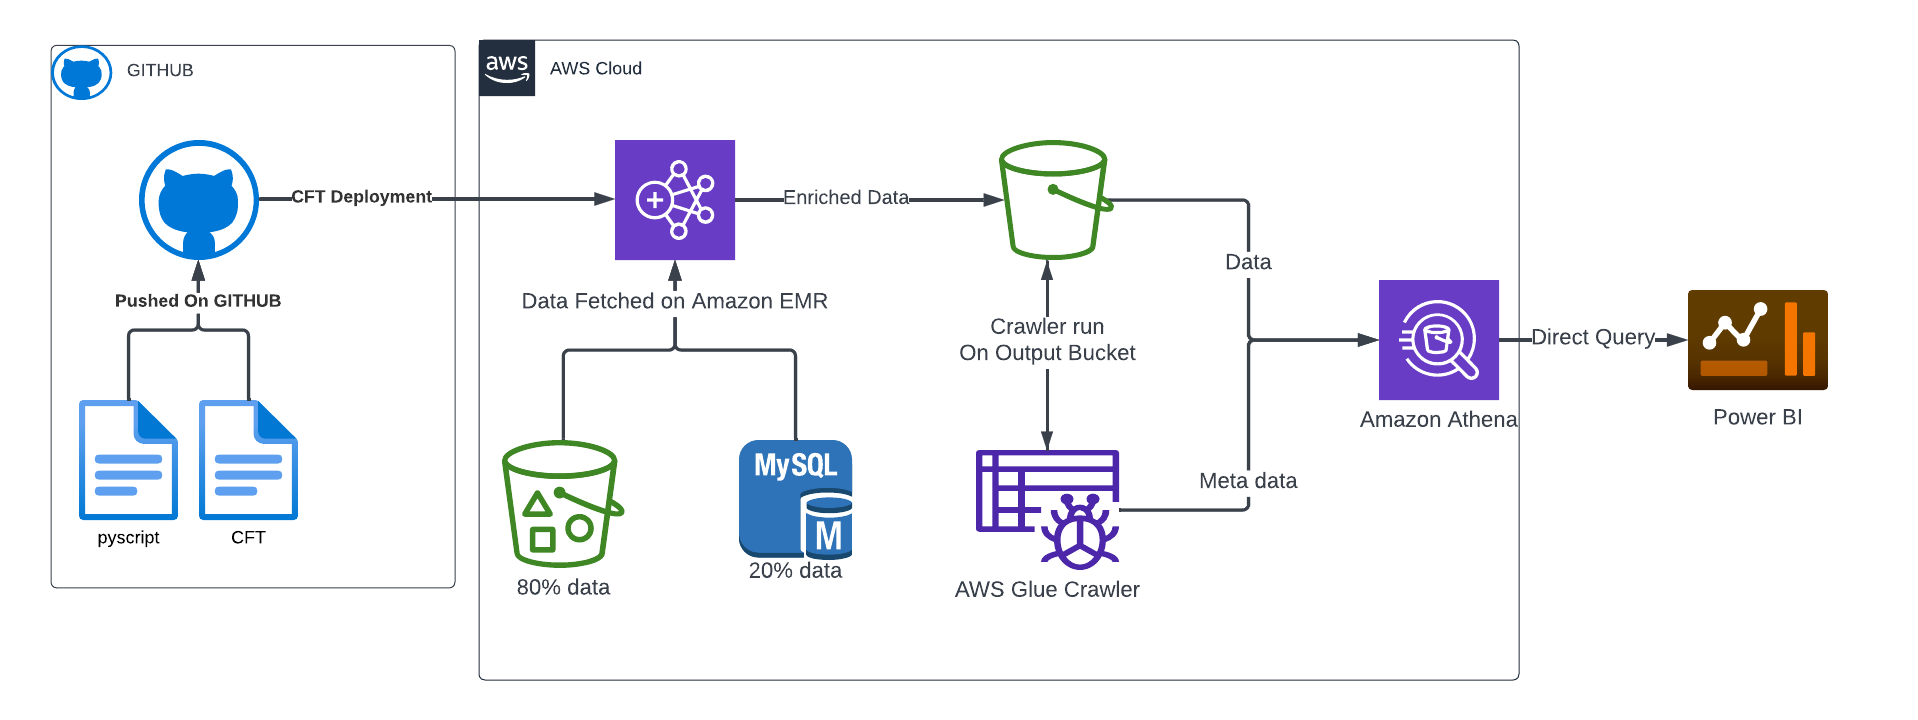 GITHUB
aws
AWS Cloud
CFT Deployment
Enriched Data
Pushed On GITHUB
Data Fetched on Amazon EMR
Data
Crawler run
On Output Bucket
Direct Query
Amazon Athena
Power BI
MySQL
M
Meta data
pyscript
CFT
80% data
20% data
AWS Glue Crawler